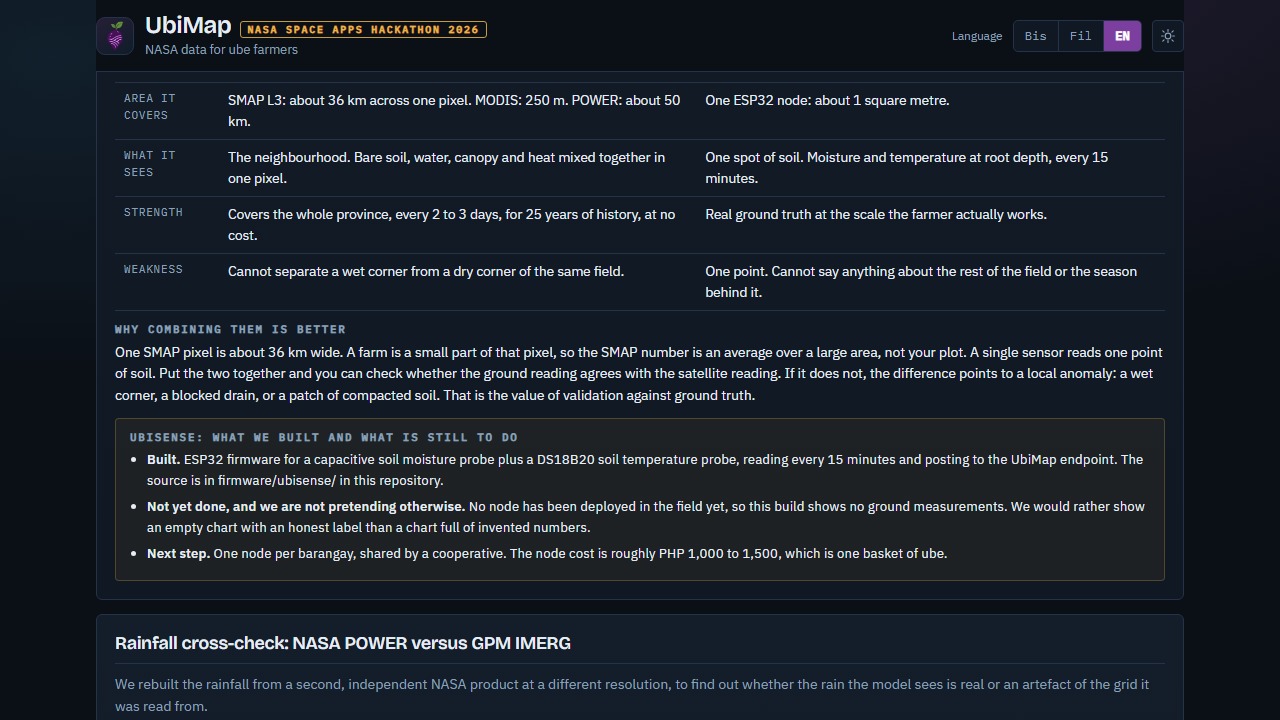 UbiMap NASA SPACE APPS HACKATHON 2026
NASA data for ube farmers
Language Bis Fil EN
AREA IT COVERS
SMAP L3: about 36 km across one pixel. MODIS: 250 m. POWER: about 50
km.
One ESP32 node: about 1 square metre.
WHAT IT SEES
The neighbourhood. Bare soil, water, canopy and heat mixed together in
one pixel.
One spot of soil. Moisture and temperature at root depth, every 15
minutes.
STRENGTH
Covers the whole province, every 2 to 3 days, for 25 years of history, at no
cost.
Real ground truth at the scale the farmer actually works.
WEAKNESS
Cannot separate a wet corner from a dry corner of the same field.
One point. Cannot say anything about the rest of the field or the season
behind it.
WHY COMBINING THEM IS BETTER
One SMAP pixel is about 36 km wide. A farm is a small part of that pixel, so the SMAP number is an average over a large area, not your plot. A single sensor reads one point
of soil. Put the two together and you can check whether the ground reading agrees with the satellite reading. If it does not, the difference points to a local anomaly: a wet
corner, a blocked drain, or a patch of compacted soil. That is the value of validation against ground truth.
UBISENSE: WHAT WE BUILT AND WHAT IS STILL TO DO
• Built. ESP32 firmware for a capacitive soil moisture probe plus a DS18B20 soil temperature probe, reading every 15 minutes and posting to the UbiMap endpoint. The
source is in firmware/ubisense/ in this repository.
• Not yet done, and we are not pretending otherwise. No node has been deployed in the field yet, so this build shows no ground measurements. We would rather show
an empty chart with an honest label than a chart full of invented numbers.
• Next step. One node per barangay, shared by a cooperative. The node cost is roughly PHP 1,000 to 1,500, which is one basket of ube.
Rainfall cross-check: NASA POWER versus GPM IMERG
We rebuilt the rainfall from a second, independent NASA product at a different resolution, to find out whether the rain the model sees is real or an artefact of the grid it
was read from.